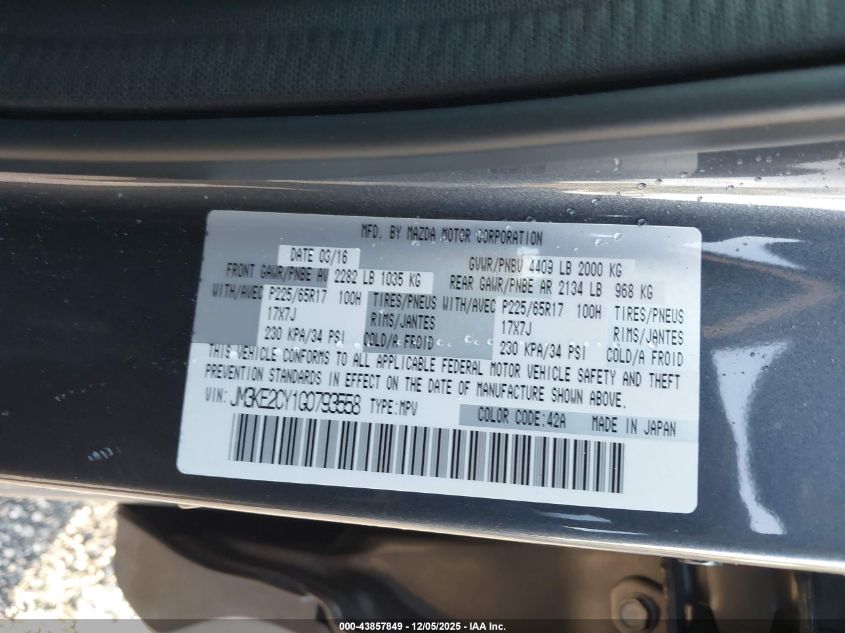 MFD. BY MAZDA MOTOR CORPORATION
DATE 03/16 GVWR/PNBV 4409 LB 2000 KG
FRONT GAWR/PNBE AV 2282 LB 1035 KG REAR GAWR/PNBE AR 2134 LB 968 KG
WITH/AVEC P225/65R17 100H TIRES/PNEUS WITH/AVEC P225/65R17 100H TIRES/PNEUS
17X7J RIMS/JANTES 17X7J RIMS/JANTES
230 KPA/34 PSI COLD/A FROID 230 KPA/34 PSI COLD/A FROID
THIS VEHICLE CONFORMS TO ALL APPLICABLE FEDERAL MOTOR VEHICLE SAFETY AND THEFT
PREVENTION STANDARDS IN EFFECT ON THE DATE OF MANUFACTURE SHOWN ABOVE.
VIN: JM3KE2CY1G0793558 TYPE:MPV COLOR CODE:42A MADE IN JAPAN
©-43857849 - 12/05/2025 - IAA Inc.